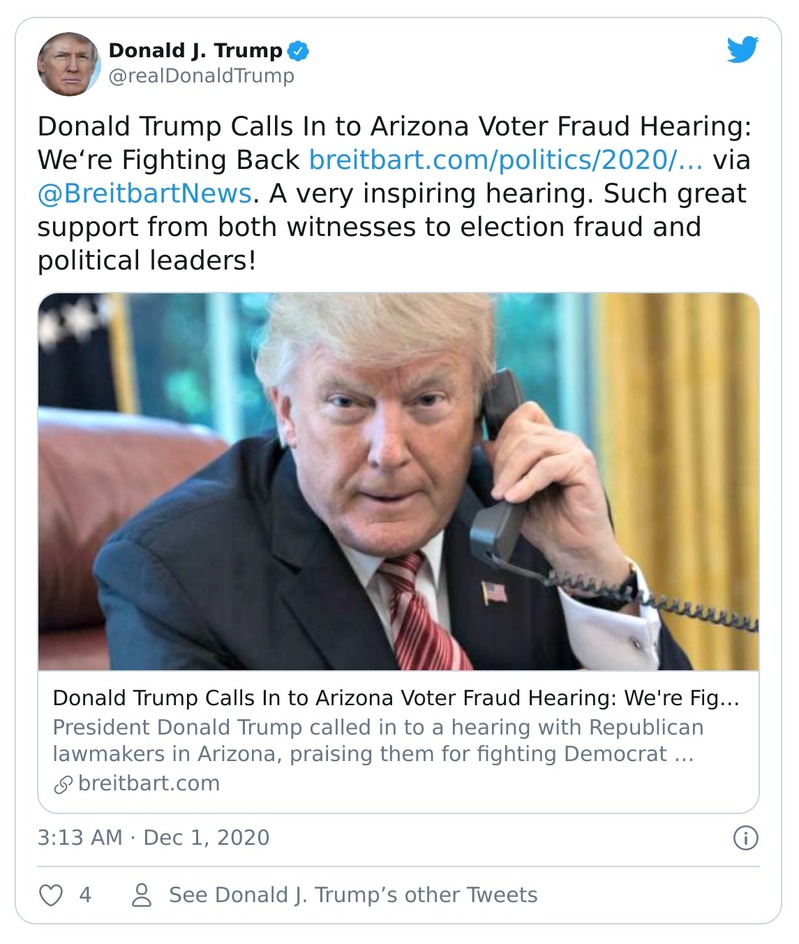 Donald J. Trump
@realDonaldTrump
Donald Trump Calls In to Arizona Voter Fraud Hearing:
We‘re Fighting Back breitbart.com/politics/2020/… via
@BreitbartNews. A very inspiring hearing. Such great
support from both witnesses to election fraud and
political leaders!
Donald Trump Calls In to Arizona Voter Fraud Hearing: We're Fig…
President Donald Trump called in to a hearing with Republican
lawmakers in Arizona, praising them for fighting Democrat …
breitbart.com
3:13 AM · Dec 1, 2020
4 See Donald J. Trump’s other Tweets